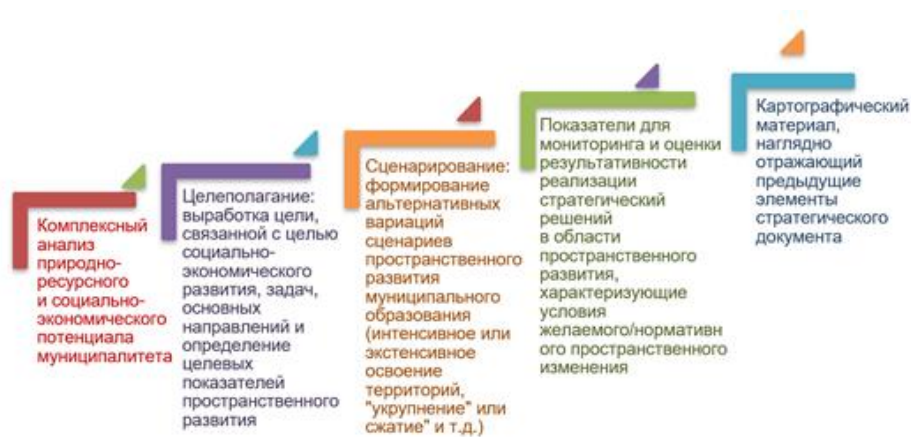 Комплексный
анализ
природно-
ресурсного
и социально-
экономического
потенциала
муниципалитета
Целеполагание:
выработка цели,
связанной с целью
социально-
экономического
развития, задач,
основных
направлений и
определение
целевых
показателей
пространственного
развития
Сценарирование:
формирование
альтернативных
вариаций
сценариев
пространственного
развития
муниципального
образования
(интенсивное или
экстенсивное
освоение
территорий,
"укрупнение" или
сжатие" и т.д.)
Показатели для
мониторинга и оценки
результативности
реализации
стратегический
решений
в области
пространственного
развития,
характеризующие
условия
желаемого/нормативн
ого пространственного
изменения
Картографический
материал,
наглядно
отражающий
предыдущие
элементы
стратегического
документа